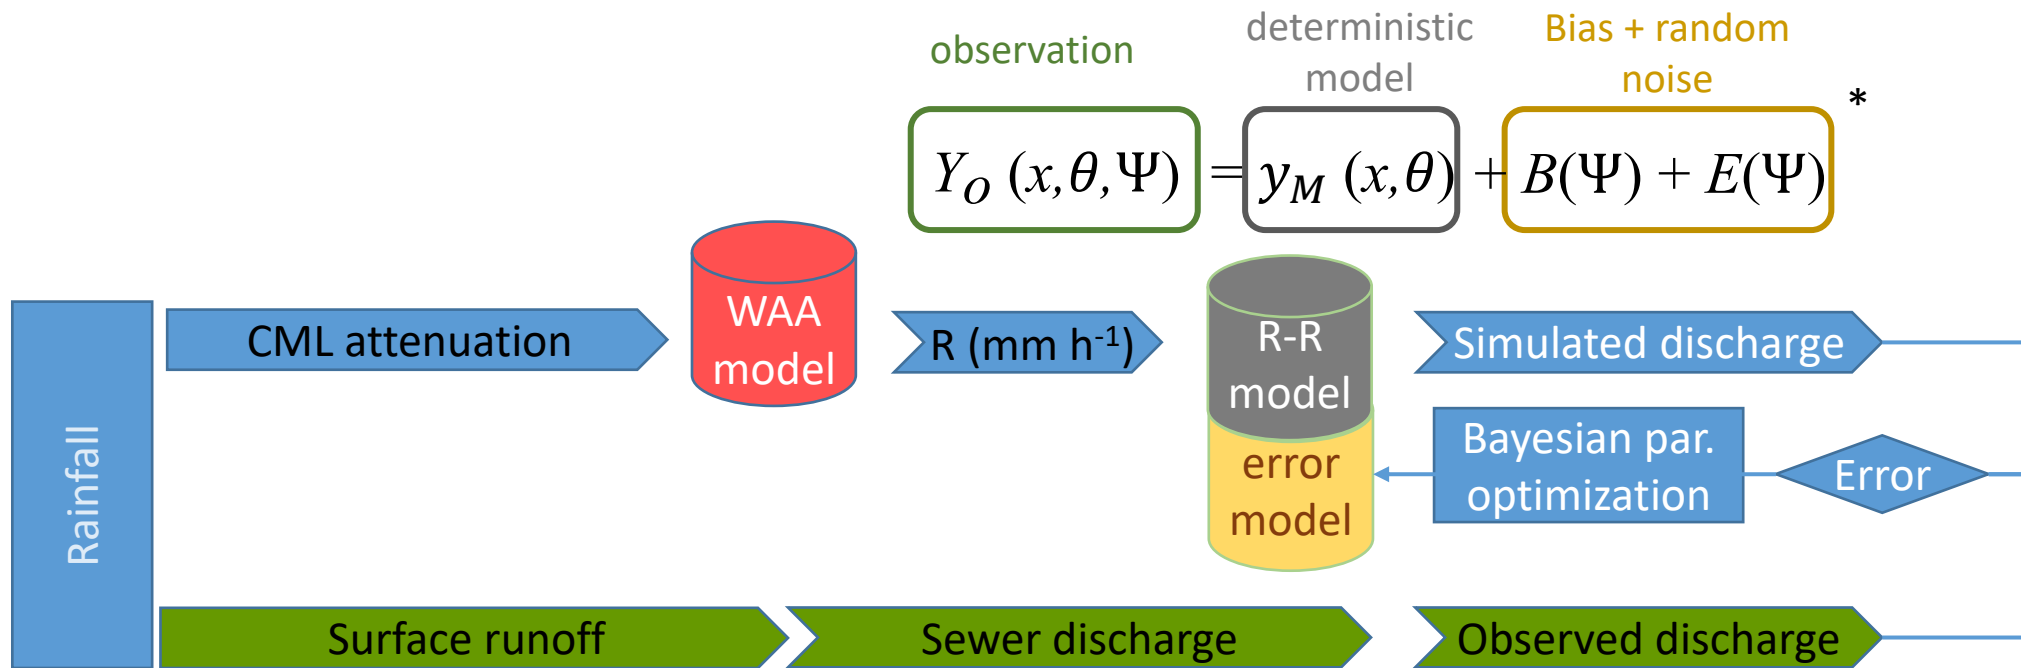 observation
deterministic
model
Bias + random
noise
*
Y_O (x,θ,Ψ) = y_M (x,θ) + B(Ψ) + E(Ψ)
Rainfall
CML attenuation
WAA
model
R (mm h⁻¹)
R-R
model
Simulated discharge
error
model
Bayesian par.
optimization
Error
Surface runoff
Sewer discharge
Observed discharge